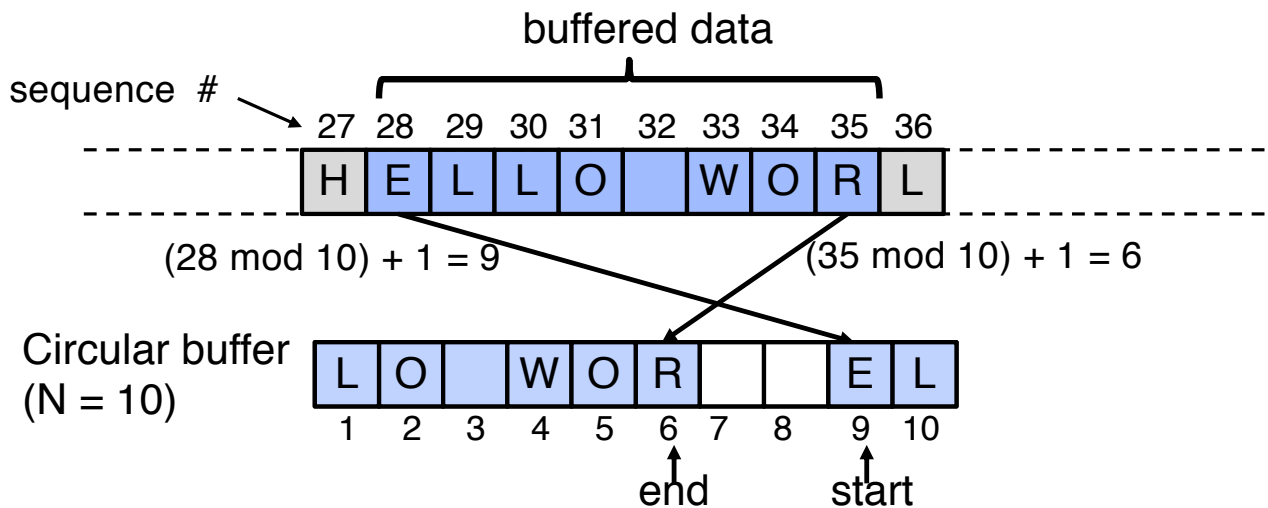 buffered data
sequence #
27 28 29 30 31 32 33 34 35 36
H E L L O W O R L
(28 mod 10) + 1 = 9 (35 mod 10) + 1 = 6
Circular buffer
(N = 10)
L O W O R E L
1 2 3 4 5 6 7 8 9 10
end start